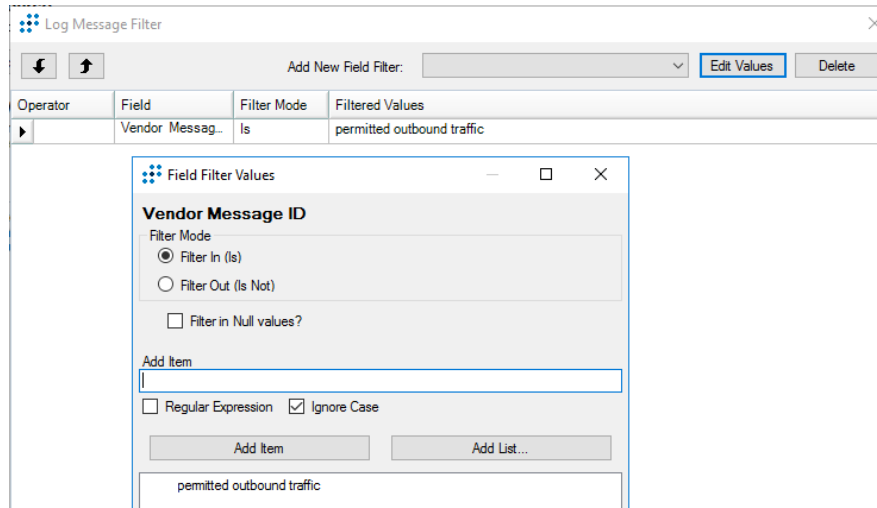 Log Message Filter
Add New Field Filter: Edit Values Delete
Operator Field Filter Mode Filtered Values
Vendor Messag... Is permitted outbound traffic
Field Filter Values
Vendor Message ID
Filter Mode
Filter In (Is)
Filter Out (Is Not)
Filter in Null values?
Add Item
Regular Expression Ignore Case
Add Item Add List...
permitted outbound traffic